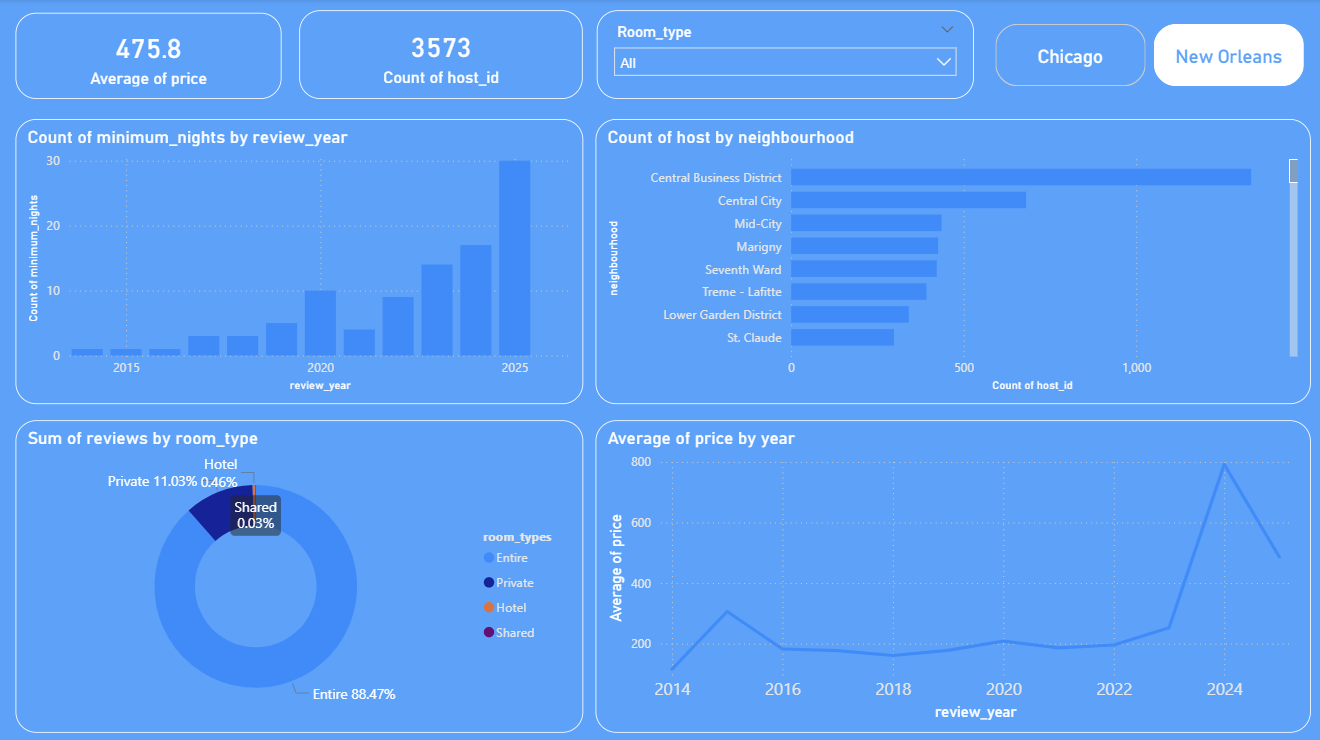 475.8
Average of price
3573
Count of host_id
Room_type
All
Chicago
New Orleans
Count of minimum_nights by review_year
Count of minimum_nights
30
20
10
0
2015
2020
2025
review_year
Count of host by neighbourhood
neighbourhood
Central Business District
Central City
Mid-City
Marigny
Seventh Ward
Treme - Lafitte
Lower Garden District
St. Claude
0
500
1,000
Count of host_id
Sum of reviews by room_type
Hotel
Private 11.03% 0.46%
Shared
0.03%
Entire 88.47%
room_types
Entire
Private
Hotel
Shared
Average of price by year
Average of price
800
600
400
200
2014
2016
2018
2020
2022
2024
review_year